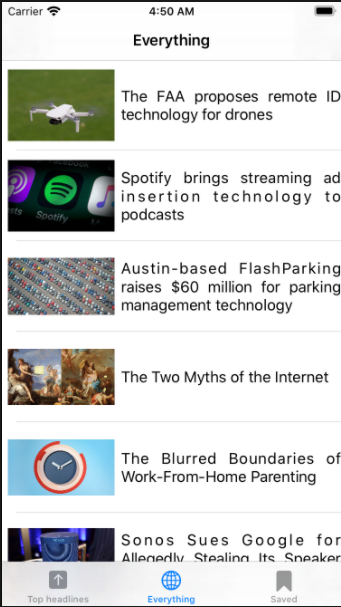 Carrier
4:50 AM
Everything
The FAA proposes remote ID
technology for drones
Spotify
Spotify brings streaming ad
insertion technology to
podcasts
Austin-based FlashParking
raises $60 million for parking
management technology
The Two Myths of the Internet
The Blurred Boundaries of
Work-From-Home Parenting
Sonos Sues Google for
Allegedly Stealing Its Speaker
Top headlines
Everything
Saved